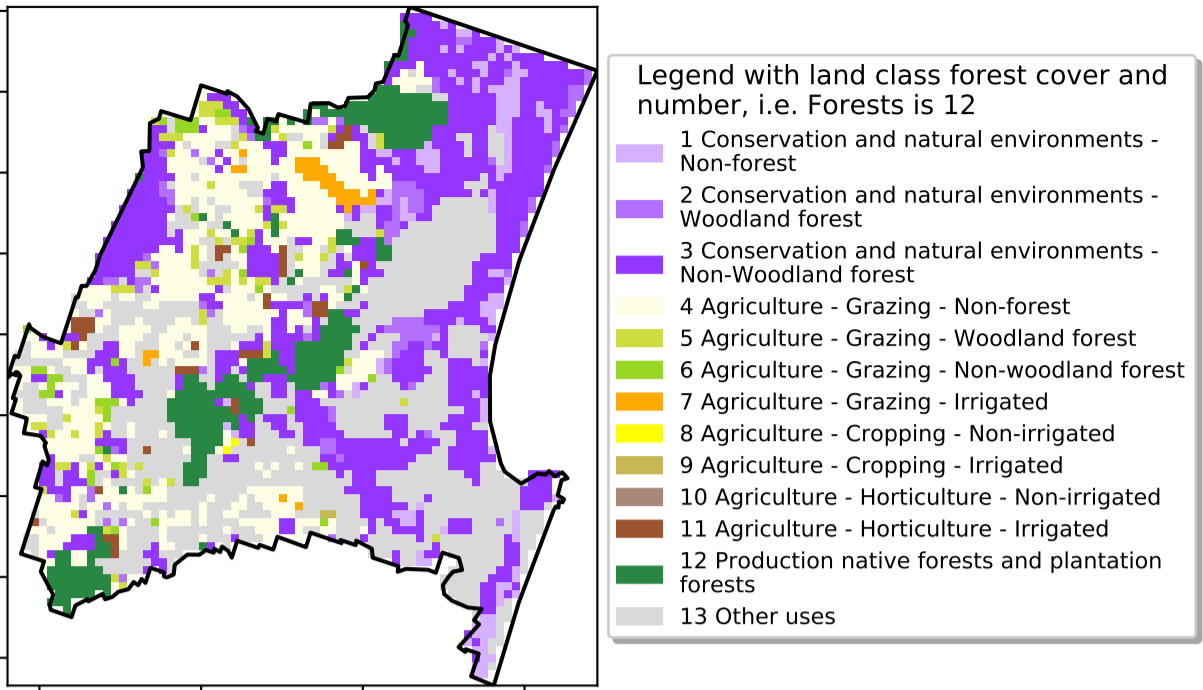 Legend with land class forest cover and
number, i.e. Forests is 12
1 Conservation and natural environments -
Non-forest
2 Conservation and natural environments -
Woodland forest
3 Conservation and natural environments -
Non-Woodland forest
4 Agriculture - Grazing - Non-forest
5 Agriculture - Grazing - Woodland forest
6 Agriculture - Grazing - Non-woodland forest
7 Agriculture - Grazing - Irrigated
8 Agriculture - Cropping - Non-irrigated
9 Agriculture - Cropping - Irrigated
10 Agriculture - Horticulture - Non-irrigated
11 Agriculture - Horticulture - Irrigated
12 Production native forests and plantation
forests
13 Other uses